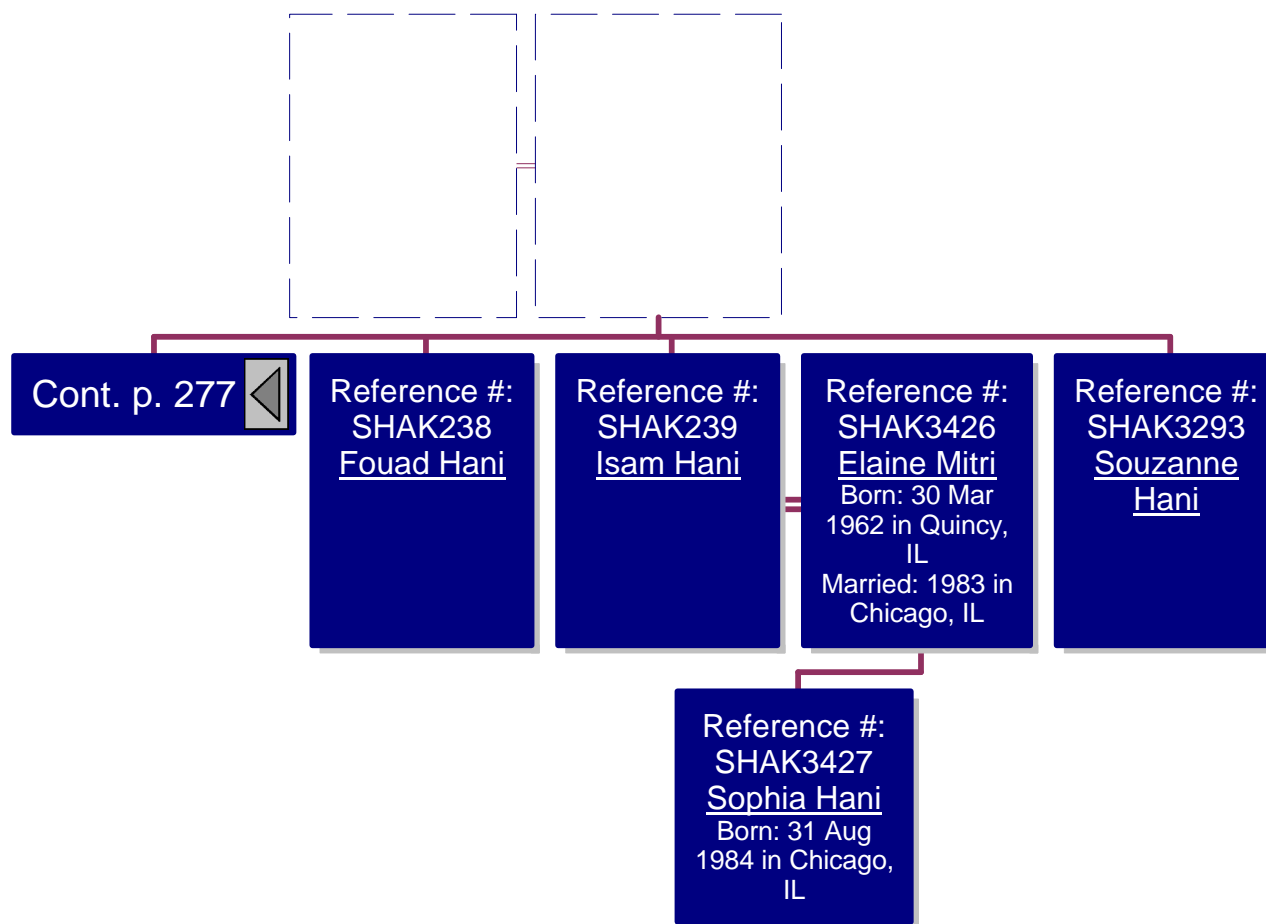 Cont. p. 277
Reference #:
SHAK238
Fouad Hani
Reference #:
SHAK239
Isam Hani
Reference #:
SHAK3426
Elaine Mitri
Born: 30 Mar
1962 in Quincy,
IL
Married: 1983 in
Chicago, IL
Reference #:
SHAK3293
Souzanne
Hani
Reference #:
SHAK3427
Sophia Hani
Born: 31 Aug
1984 in Chicago,
IL